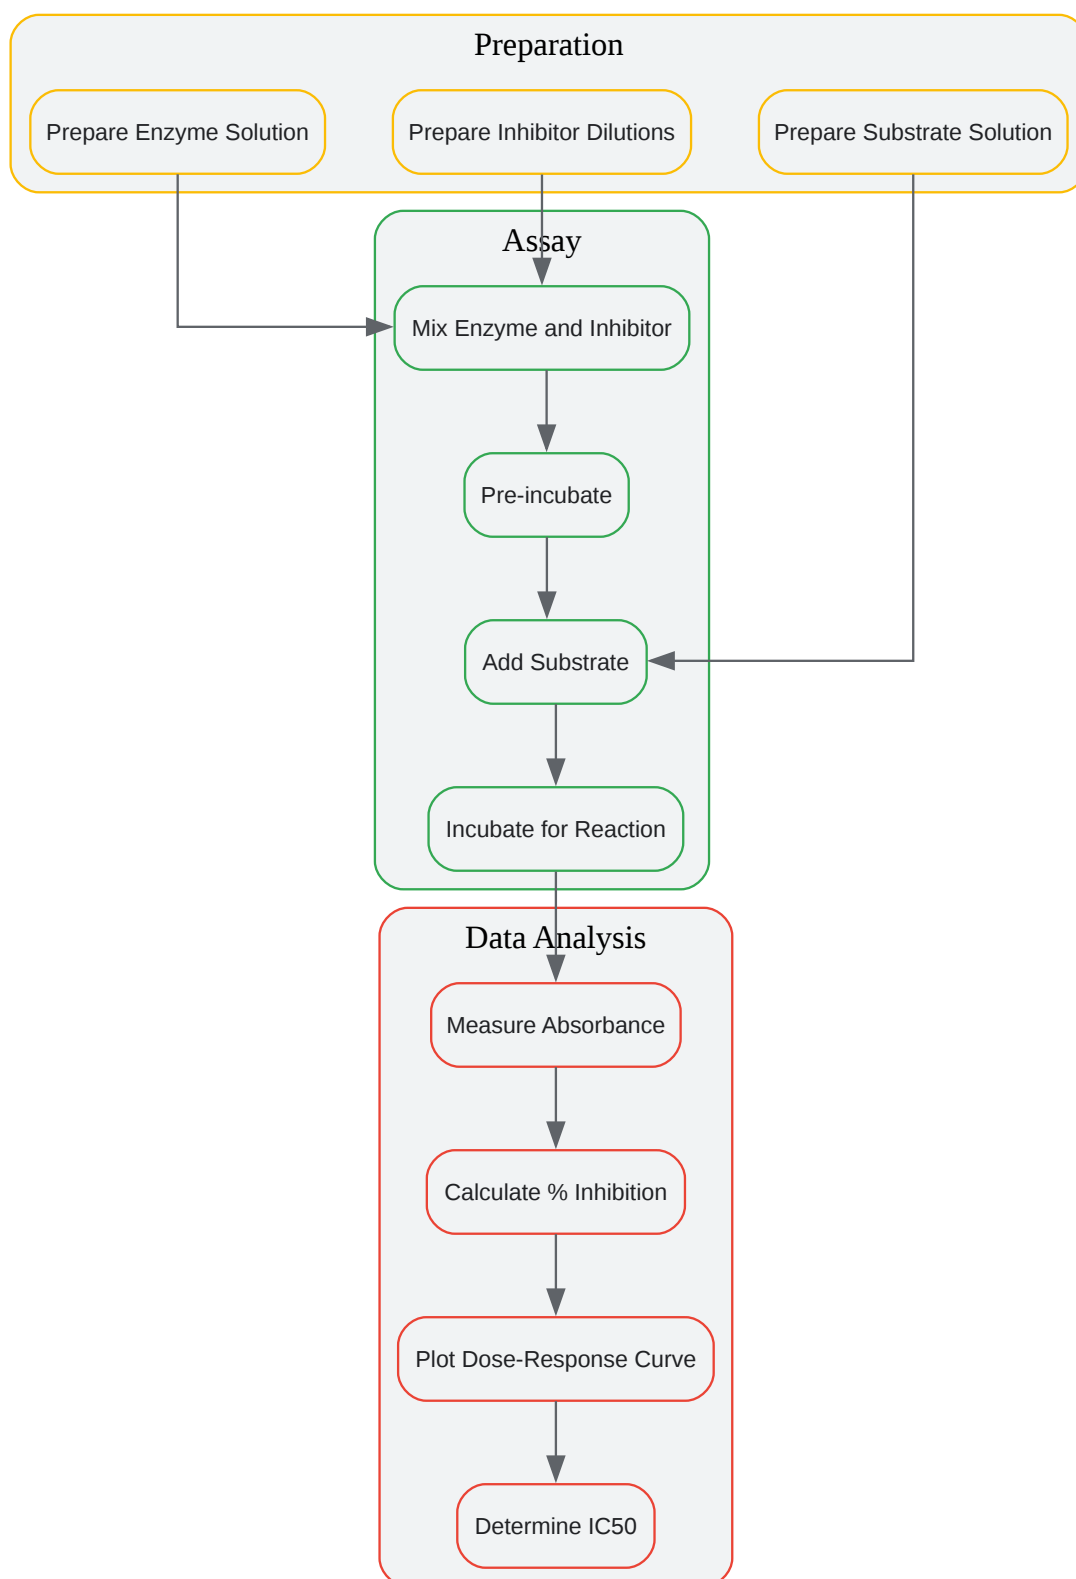 Preparation
Prepare Enzyme Solution
Prepare Inhibitor Dilutions
Prepare Substrate Solution
Assay
Mix Enzyme and Inhibitor
Pre-incubate
Add Substrate
Incubate for Reaction
Data Analysis
Measure Absorbance
Calculate % Inhibition
Plot Dose-Response Curve
Determine IC50